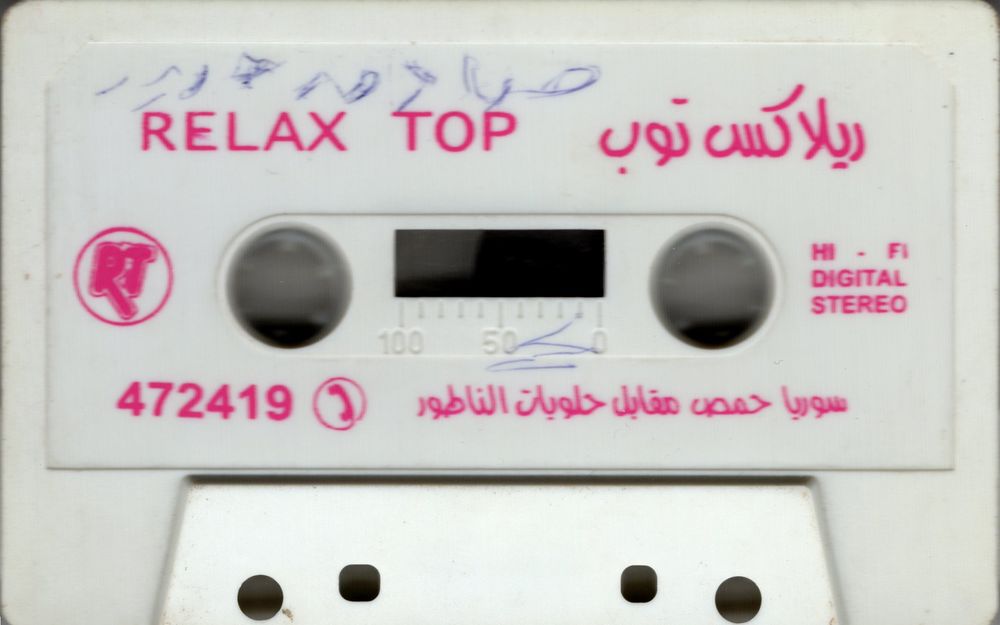 RELAX TOP ريلاكس توب
RT
HI - Fi
DIGITAL
STEREO
100 50 0
472419 سوريا حمص مقابل حلويات الناطور